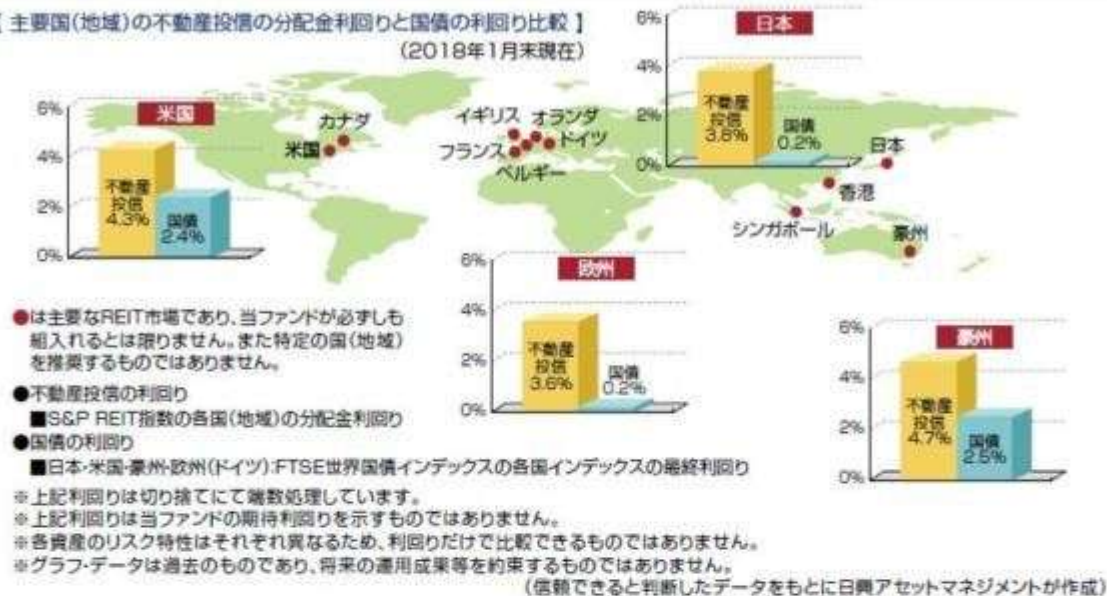 【 主要国(地域)の不動産投信の分配金利回りと国債の利回り比較 】
(2018年1月末現在)
米国
6%
4%
2%
0%
不動産
投信
4.3%
国債
2.4%
カナダ
米国
イギリス
オランダ
フランス
ドイツ
ベルギー
日本
6%
4%
2%
0%
不動産
投信
3.8%
国債
0.2%
日本
香港
シンガポール
豪州
欧州
6%
4%
2%
0%
不動産
投信
3.6%
国債
0.2%
豪州
6%
4%
2%
0%
不動産
投信
4.7%
国債
2.5%
●は主要なREIT市場であり、当ファンドが必ずしも
組入れるとは限りません。また特定の国(地域)
を推奨するものではありません。
●不動産投信の利回り
■S&P REIT指数の各国(地域)の分配金利回り
●国債の利回り
■日本・米国・豪州・欧州(ドイツ):FTSE世界国債インデックスの各国インデックスの最終利回り
※上記利回りは切り捨てにて端数処理しています。
※上記利回りは当ファンドの期待利回りを示すものではありません。
※各資産のリスク特性はそれぞれ異なるため、利回りだけで比較できるものではありません。
※グラフ・データは過去のものであり、将来の運用成果等を約束するものではありません。
(信頼できると判断したデータをもとに日興アセットマネジメントが作成)